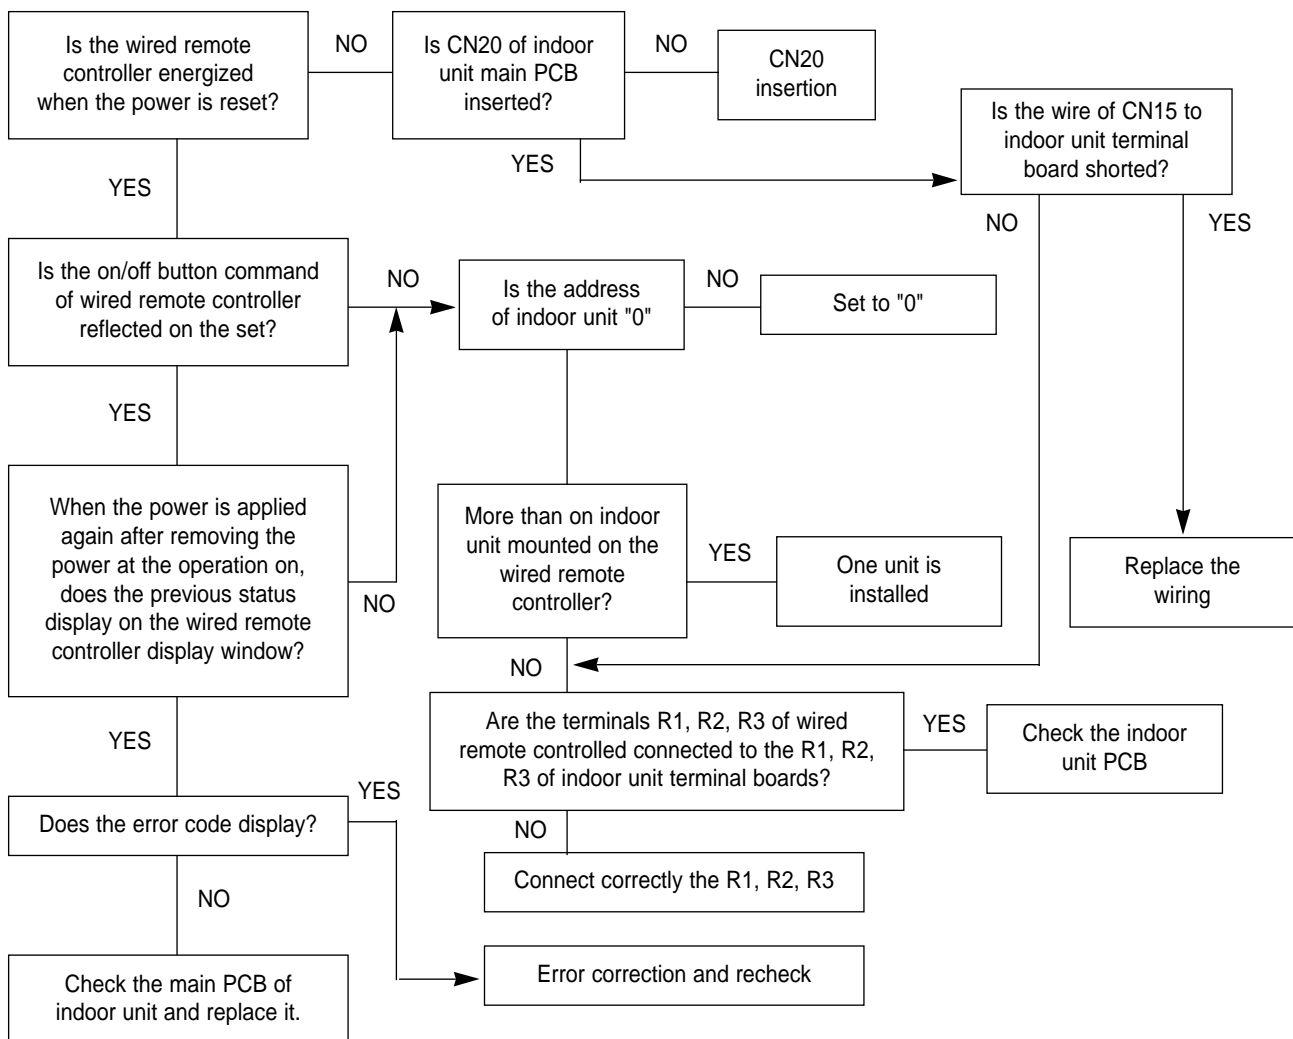 Is the wired remote
controller energized
when the power is reset?
NO
Is CN20 of indoor
unit main PCB
inserted?
NO
CN20
insertion
Is the wire of CN15 to
indoor unit terminal
board shorted?
YES
YES
NO
YES
Is the on/off button command
of wired remote controller
reflected on the set?
NO
Is the address
of indoor unit "0"
NO
Set to "0"
YES
When the power is applied
again after removing the
power at the operation on,
does the previous status
display on the wired remote
controller display window?
NO
More than on indoor
unit mounted on the
wired remote
controller?
YES
One unit is
installed
Replace the
wiring
NO
YES
Are the terminals R1, R2, R3 of wired
remote controlled connected to the R1, R2,
R3 of indoor unit terminal boards?
YES
Check the indoor
unit PCB
Does the error code display?
YES
NO
Connect correctly the R1, R2, R3
NO
Check the main PCB of
indoor unit and replace it.
Error correction and recheck